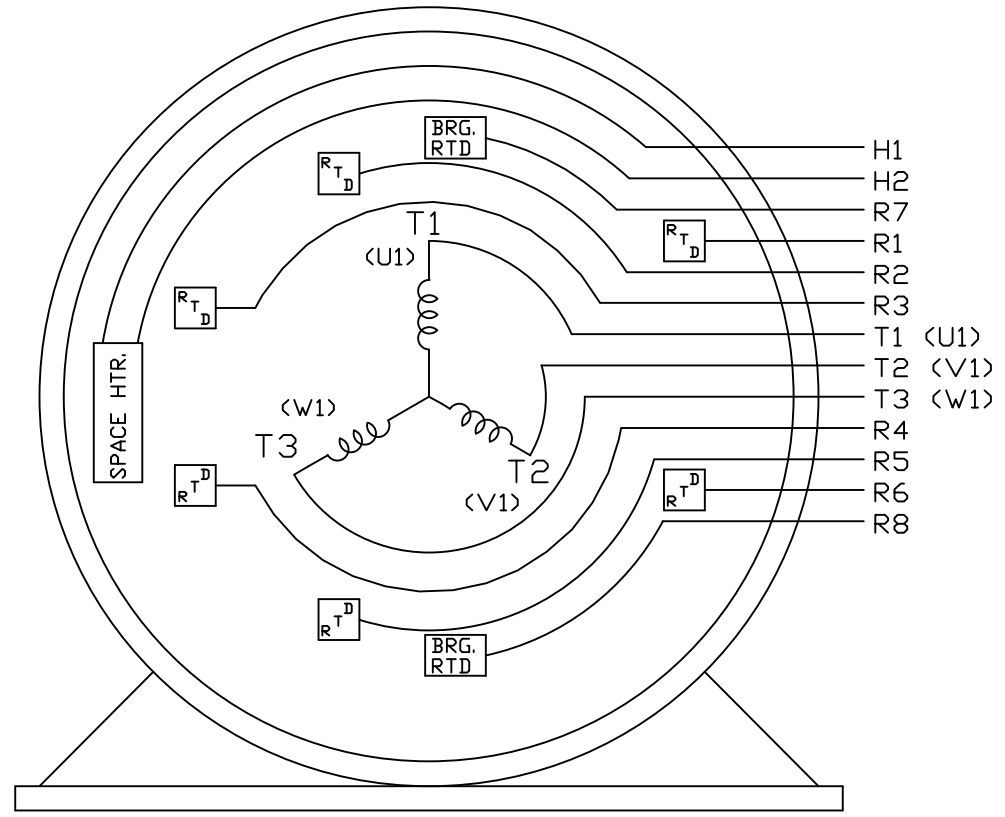 BRG.
RTD
RTD
H1
H2
R7
R1
RTD
R2
R3
T1
(U1)
RTD
T1 (U1)
T2 (V1)
T3 (W1)
SPACE HTR.
(W1)
T3
T2
(V1)
R4
R5
RTD
R6
R8
RTD
RTD
BRG.
RTD